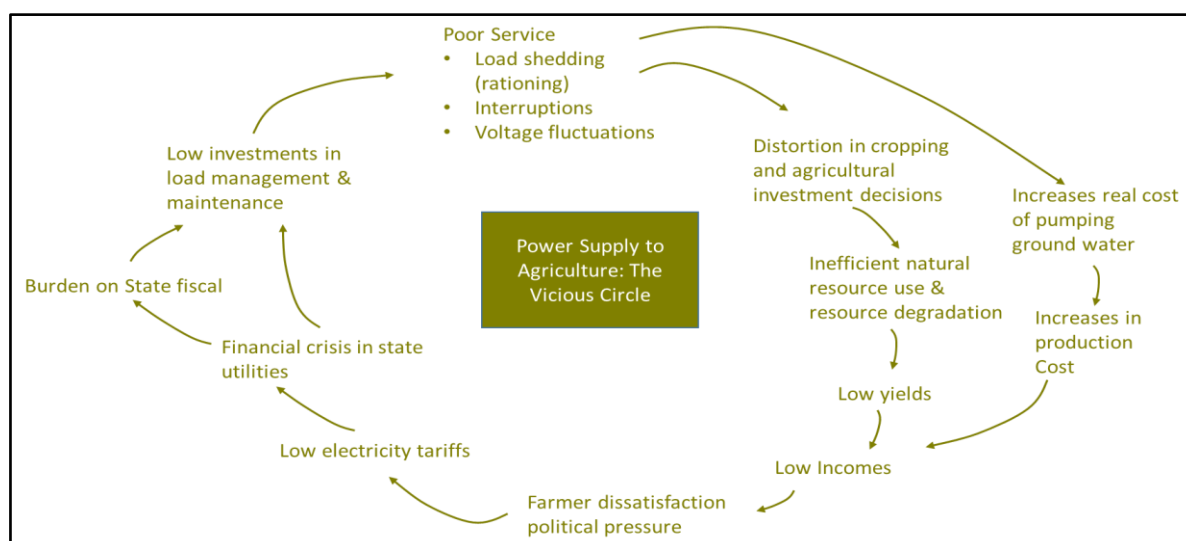 Poor Service
• Load shedding
(rationing)
• Interruptions
• Voltage fluctuations
Distortion in cropping
and agricultural
investment decisions
Increases real cost
of pumping
ground water
Inefficient natural
resource use &
resource degradation
Increases in
production
Cost
Low yields
Low Incomes
Farmer dissatisfaction
political pressure
Low electricity tariffs
Financial crisis in state
utilities
Burden on State fiscal
Low investments in
load management &
maintenance
Power Supply to
Agriculture: The
Vicious Circle